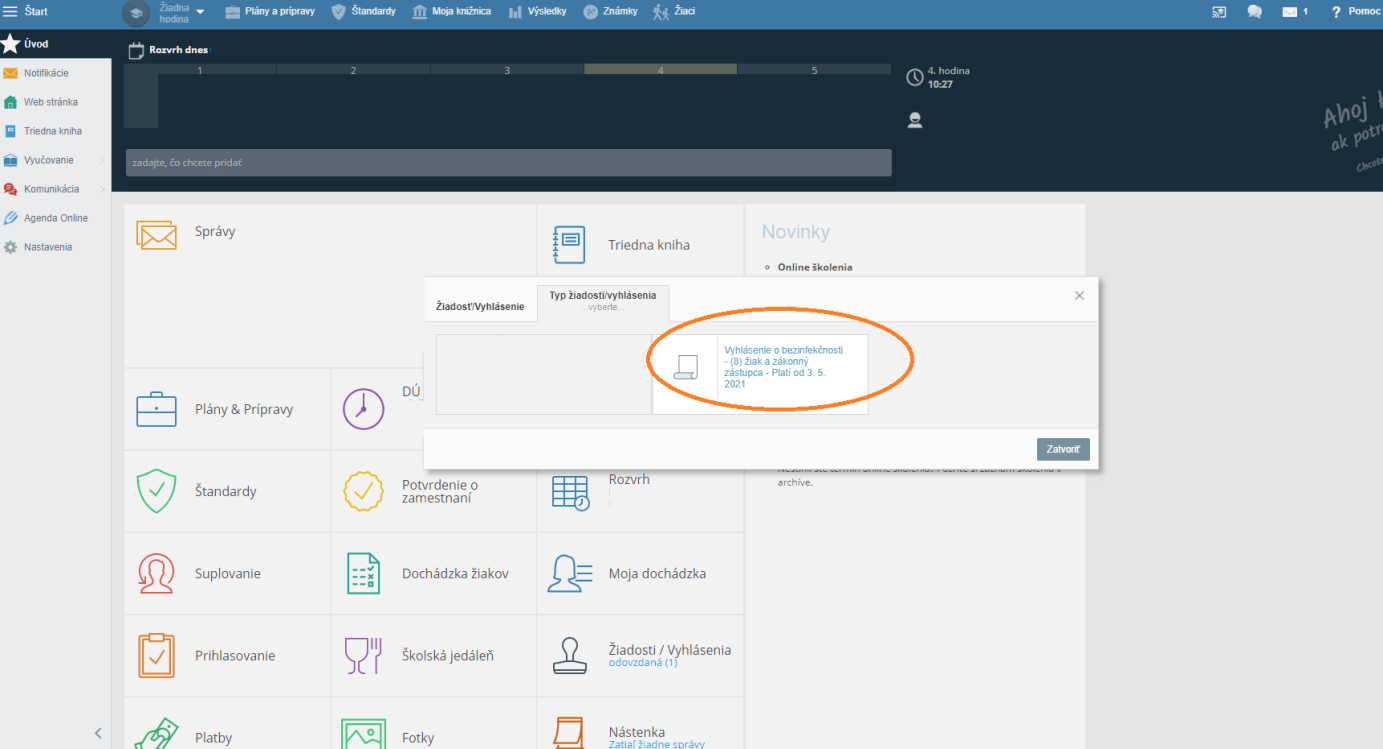 Štart
Žiadna
hodina
Plány a prípravy
Štandardy
Moja knižnica
Výsledky
Známky
Žiaci
1
Pomoc
Úvod
Notifikácie
Web stránka
Triedna kniha
Vyučovanie
Komunikácia
Agenda Online
Nastavenia
Rozvrh dnes
1
2
3
4
5
4. hodina
10:27
Ahoj
ak
zadajte, čo chcete pridať
Správy
Triedna kniha
Novinky
Online školenia
Žiadosť/Vyhlásenie
Typ žiadosti/vyhlásenia
...vyberte...
Vyhlásenie o bezinfekčnosti
- (8) žiak a zákonný
zástupca - Platí od 3. 5.
2021
Zatvoriť
archíve.
Plány & Prípravy
DÚ
Štandardy
Potvrdenie o
zamestnaní
Rozvrh
Suplovanie
Dochádzka žiakov
Moja dochádzka
Prihlasovanie
Školská jedáleň
Žiadosti / Vyhlásenia
odovzdaná (1)
Platby
Fotky
Nástenka
Zatiaľ žiadne správy